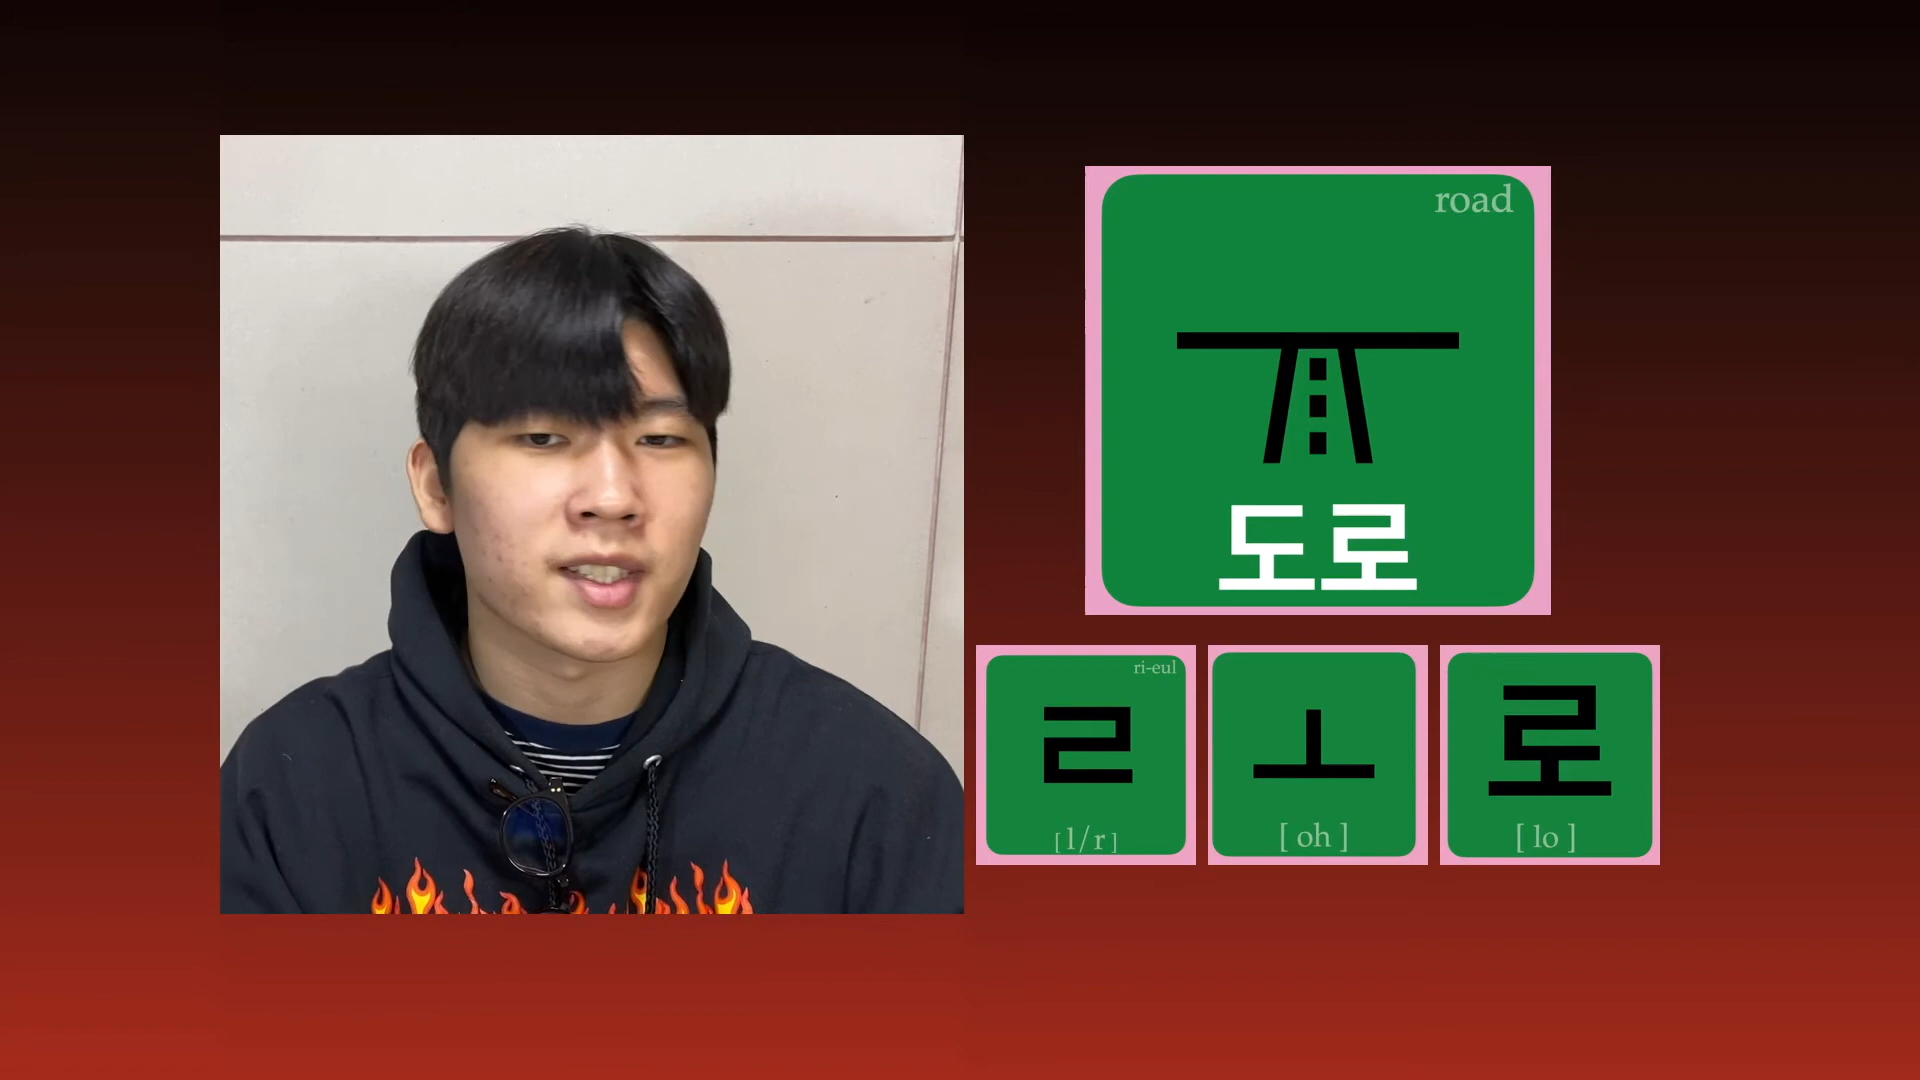 road
도로
ri-eul
ㄹ
[ l/r ]
ㅗ
[ oh ]
로
[ lo ]